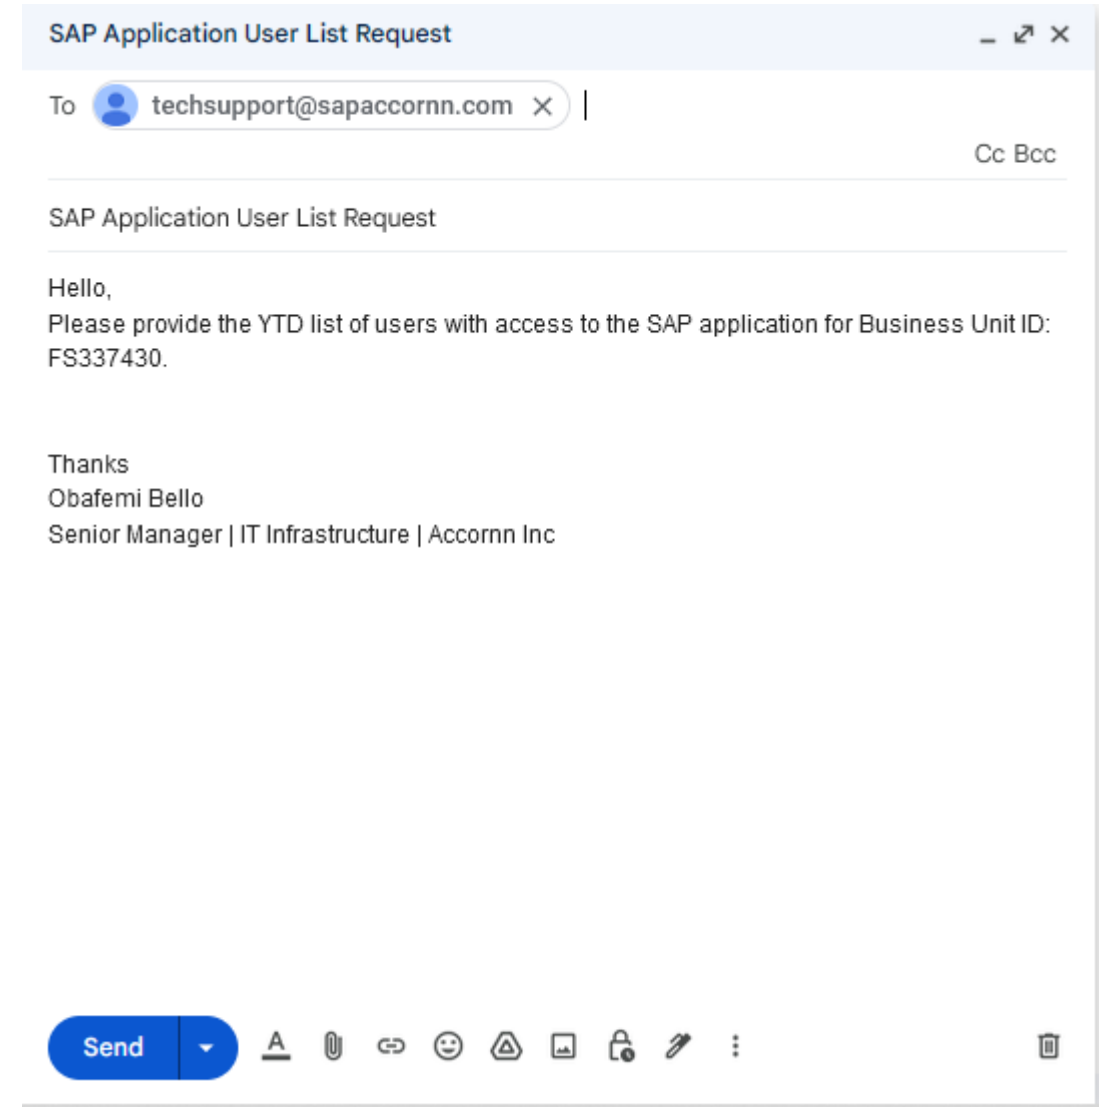 SAP Application User List Request
To techsupport@sapaccornn.com
Cc Bcc
SAP Application User List Request
Hello,
Please provide the YTD list of users with access to the SAP application for Business Unit ID:
FS337430.
Thanks
Obafemi Bello
Senior Manager | IT Infrastructure | Accornn Inc
Send